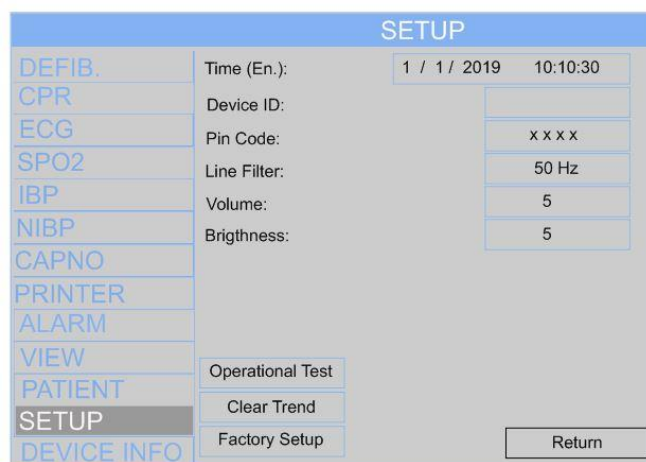 SETUP
DEFIB.
CPR
ECG
SPO2
IBP
NIBP
CAPNO
PRINTER
ALARM
VIEW
PATIENT
SETUP
DEVICE INFO
Time (En.): 1 / 1 / 2019 10:10:30
Device ID:
Pin Code: x x x x
Line Filter: 50 Hz
Volume: 5
Brigthness: 5
Operational Test
Clear Trend
Factory Setup
Return